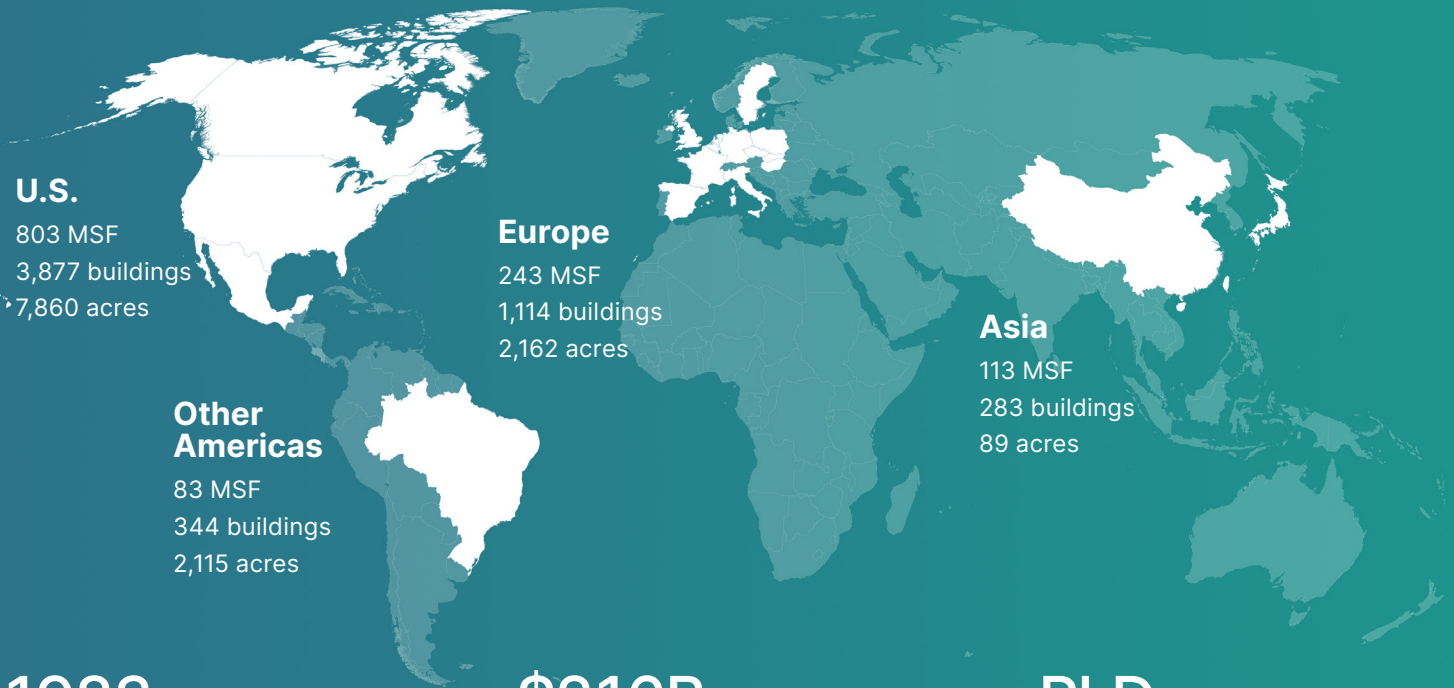 U.S.
803 MSF
3,877 buildings
7,860 acres
Europe
243 MSF
1,114 buildings
2,162 acres
Asia
113 MSF
283 buildings
89 acres
Other
Americas
83 MSF
344 buildings
2,115 acres